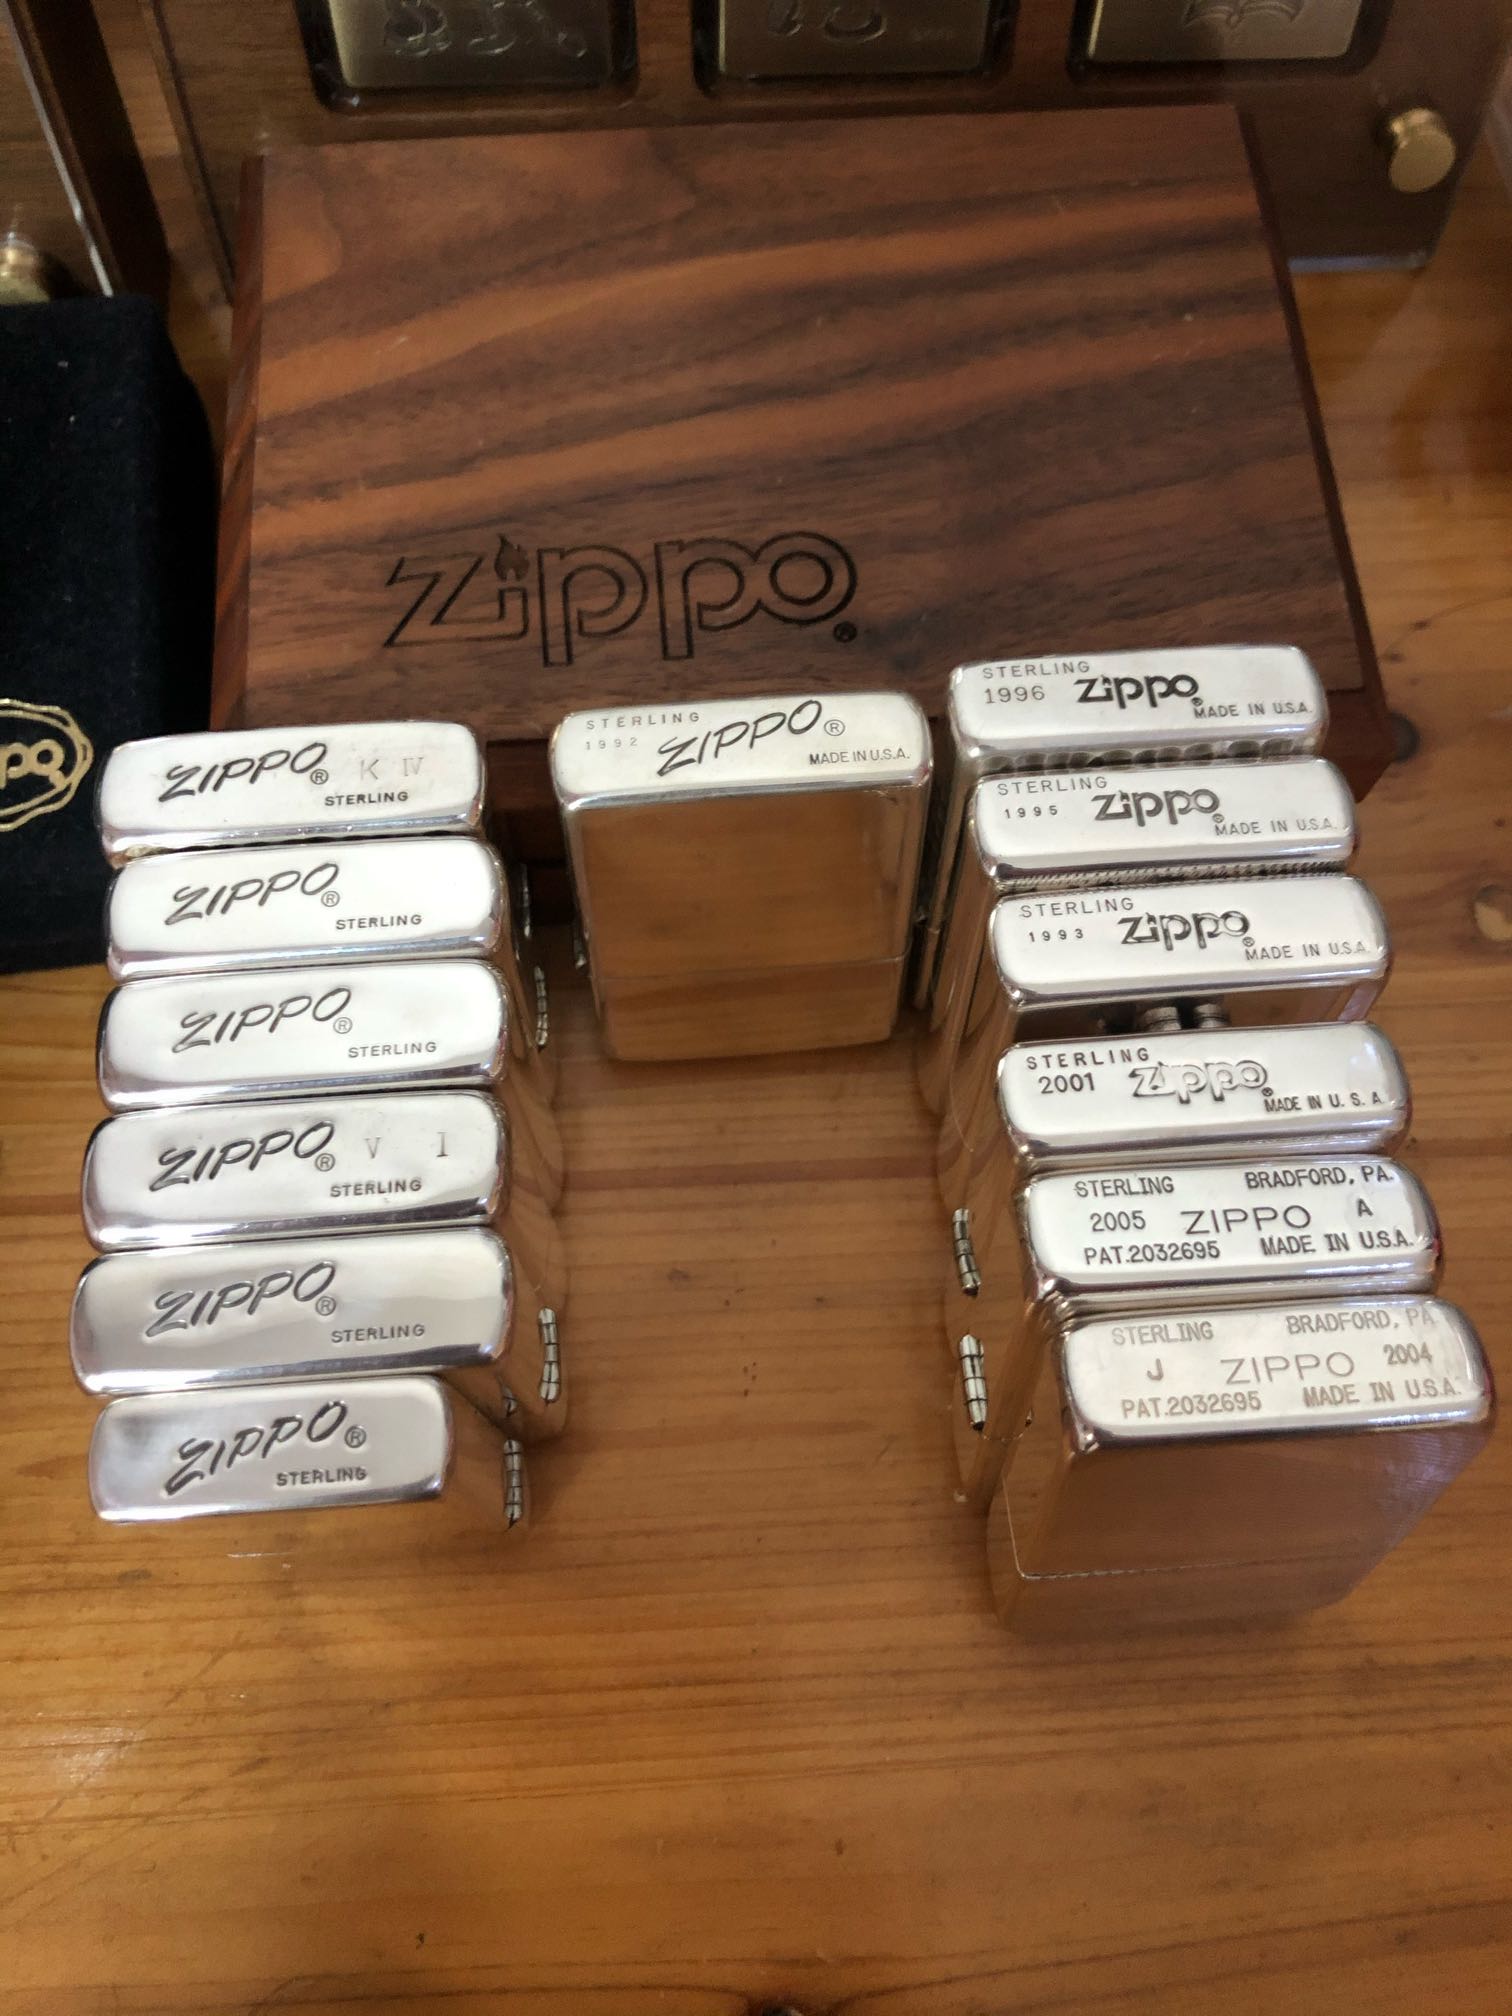 Zippo®
ppo
ZIPPO® K IV
STERLING
ZIPPO®
STERLING
ZIPPO®
STERLING
ZIPPO® V I
STERLING
ZIPPO®
STERLING
ZIPPO®
STERLING
STERLING
1992 ZIPPO®
MADE IN U.S.A.
STERLING
1996 Zippo®
MADE IN U.S.A.
STERLING
1995 Zippo®
MADE IN U.S.A.
STERLING
1993 Zippo®
MADE IN U.S.A.
STERLING
2001 Zippo®
MADE IN U. S. A
STERLING BRADFORD, PA.
2005 ZIPPO A
PAT.2032695 MADE IN U.S.A.
STERLING BRADFORD, PA
J ZIPPO 2004
PAT.2032695 MADE IN U.S.A.